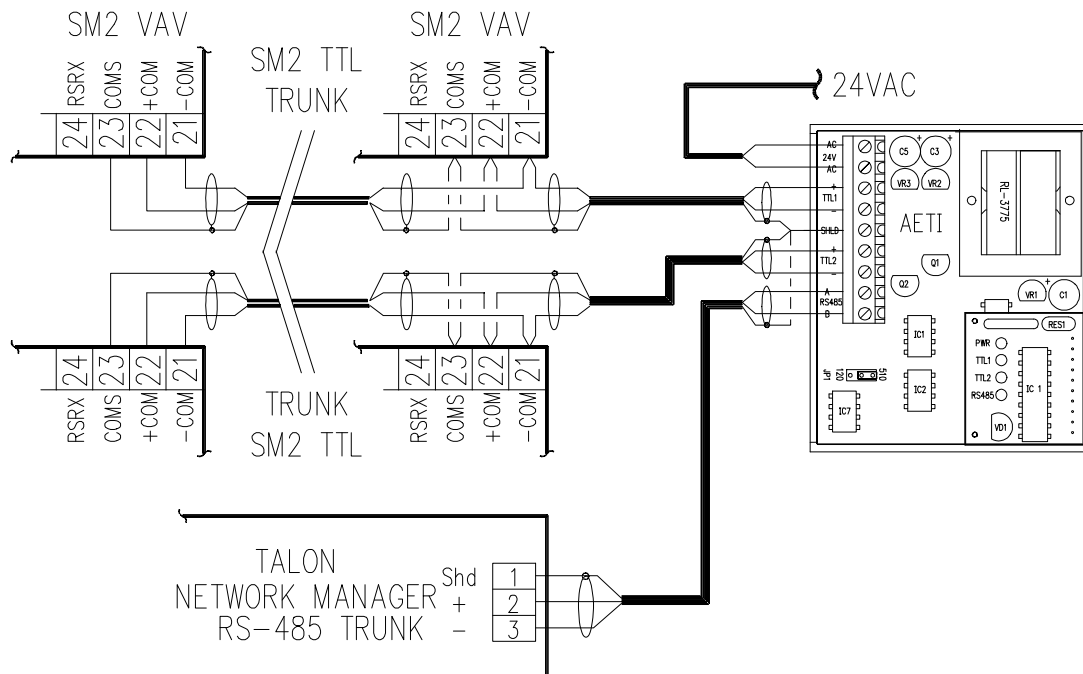 SM2 VAV
SM2 VAV
SM2 TTL
TRUNK
RSRX
COMS
+COM
-COM
24
23
22
21
RSRX
COMS
+COM
-COM
24
23
22
21
24VAC
AC
24V
AC
+
TTL1
-
SHLD
+
TTL2
-
A
RS485
B
C5
+
C3
+
VR3
VR2
RL-3775
AETI
Q1
Q2
VR1
+
C1
RES1
IC1
IC2
IC7
JP1
120
510
PWR
TTL1
TTL2
RS485
IC 1
VD1
24
23
22
21
RSRX
COMS
+COM
-COM
24
23
22
21
RSRX
COMS
+COM
-COM
TRUNK
SM2 TTL
TALON
NETWORK MANAGER
RS-485 TRUNK
Shd
+
-
1
2
3